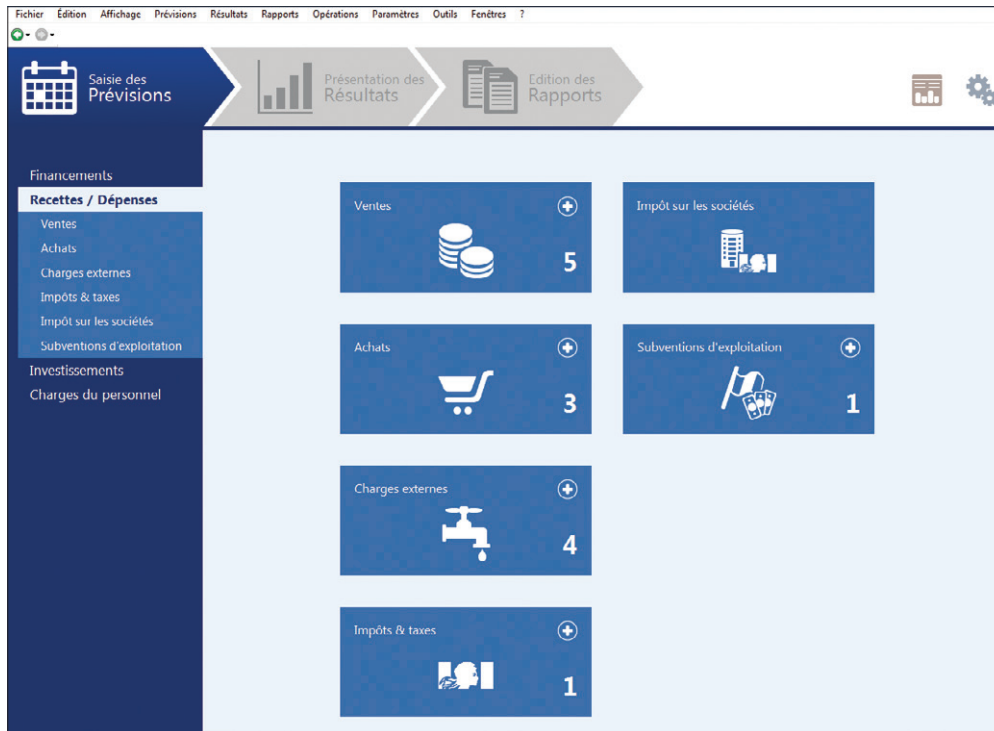 Fichier Édition Affichage Prévisions Résultats Rapports Opérations Paramètres Outils Fenêtres ?
Saisie des
Prévisions
Présentation des
Résultats
Edition des
Rapports
Financements
Recettes / Dépenses
Ventes
Achats
Charges externes
Impôts & taxes
Impôt sur les sociétés
Subventions d'exploitation
Investissements
Charges du personnel
Ventes
5
Impôt sur les sociétés
Achats
3
Subventions d'exploitation
1
Charges externes
4
Impôts & taxes
1